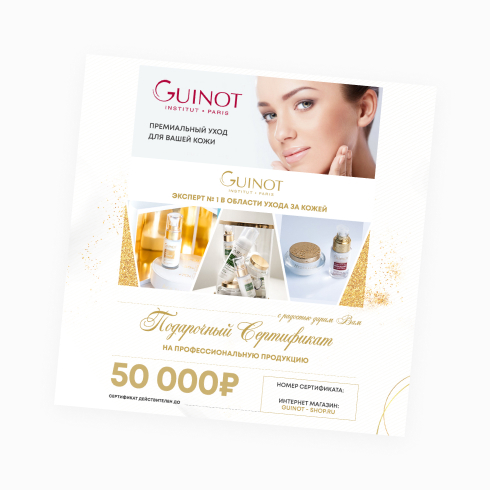 GUINOT
INSTITUT • PARIS
ПРЕМИАЛЬНЫЙ УХОД
ДЛЯ ВАШЕЙ КОЖИ
GUINOT
INSTITUT • PARIS
ЭКСПЕРТ № 1 В ОБЛАСТИ УХОДА ЗА КОЖЕЙ
с радостью дарим Вам
Подарочный Сертификат
НА ПРОФЕССИОНАЛЬНУЮ ПРОДУКЦИЮ
50 000₽
СЕРТИФИКАТ ДЕЙСТВИТЕЛЕН ДО
НОМЕР СЕРТИФИКАТА:
ИНТЕРНЕТ МАГАЗИН:
GUINOT - SHOP.RU